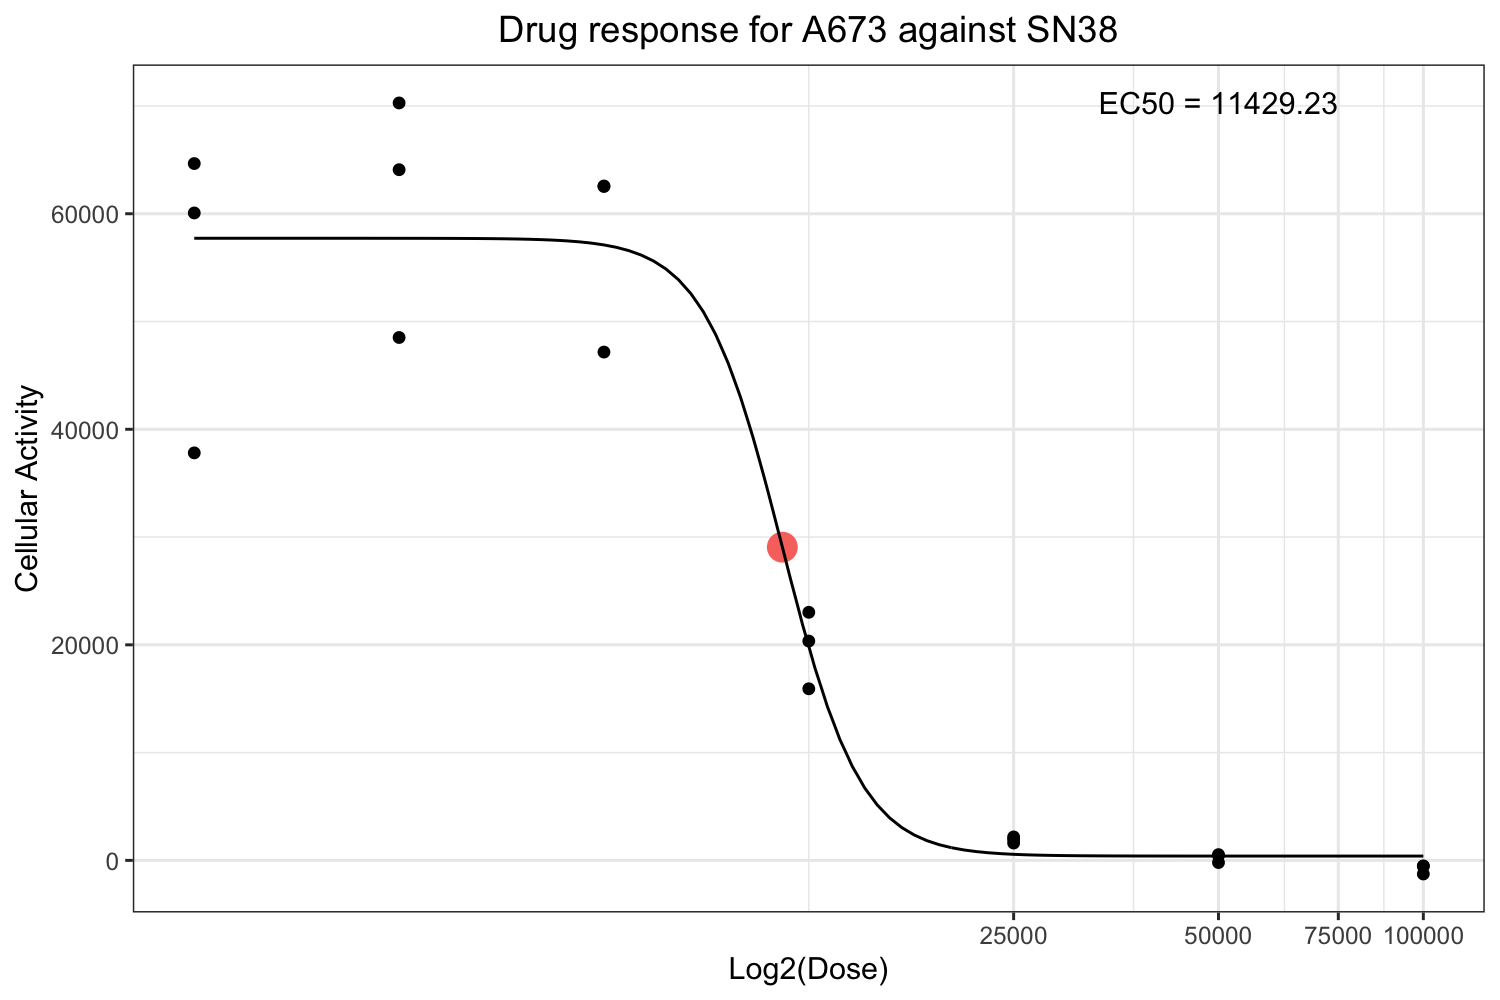 Drug response for A673 against SN38
EC50 = 11429.23
Cellular Activity
60000
40000
20000
0
25000 50000 75000 100000
Log2(Dose)